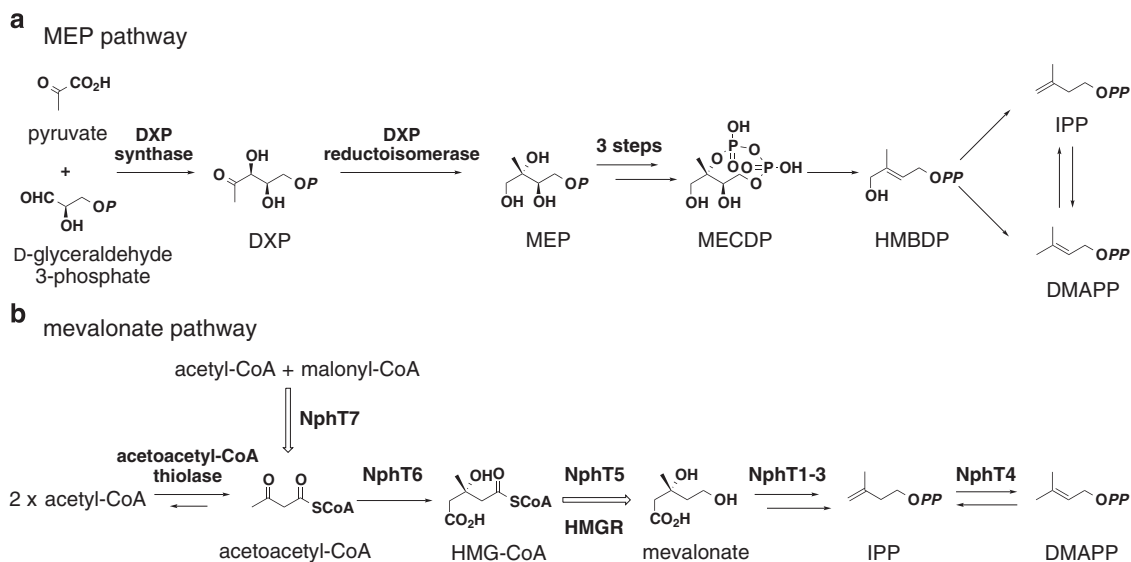 a
MEP pathway
O CO2H
pyruvate
+
OHC
OP
OH
D-glyceraldehyde
3-phosphate
DXP
synthase
OH
O
OP
OH
DXP
DXP
reductoisomerase
OH
OP
OH OH OH
MEP
3 steps
OH
O P O
O O P OH
O
OH OH
MECDP
OPP
OH
HMBDP
OPP
IPP
OPP
DMAPP
b
mevalonate pathway
acetyl-CoA + malonyl-CoA
NphT7
2 x acetyl-CoA
acetoacetyl-CoA
thiolase
O O
SCoA
acetoacetyl-CoA
NphT6
OH O
SCoA
CO2H
HMG-CoA
NphT5
HMGR
OH
OH
CO2H
mevalonate
NphT1-3
OPP
IPP
NphT4
OPP
DMAPP